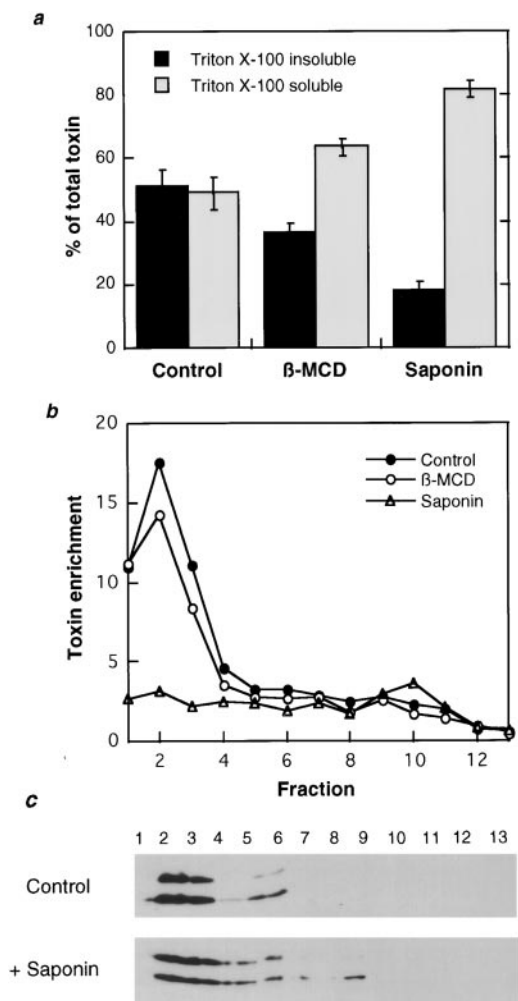 a
100
80
60
40
20
0
% of total toxin
Triton X-100 insoluble
Triton X-100 soluble
Control ß-MCD Saponin
b
20
15
10
5
0
Toxin enrichment
Control
ß-MCD
Saponin
2 4 6 8 10 12
Fraction
c
1 2 3 4 5 6 7 8 9 10 11 12 13
Control
+ Saponin